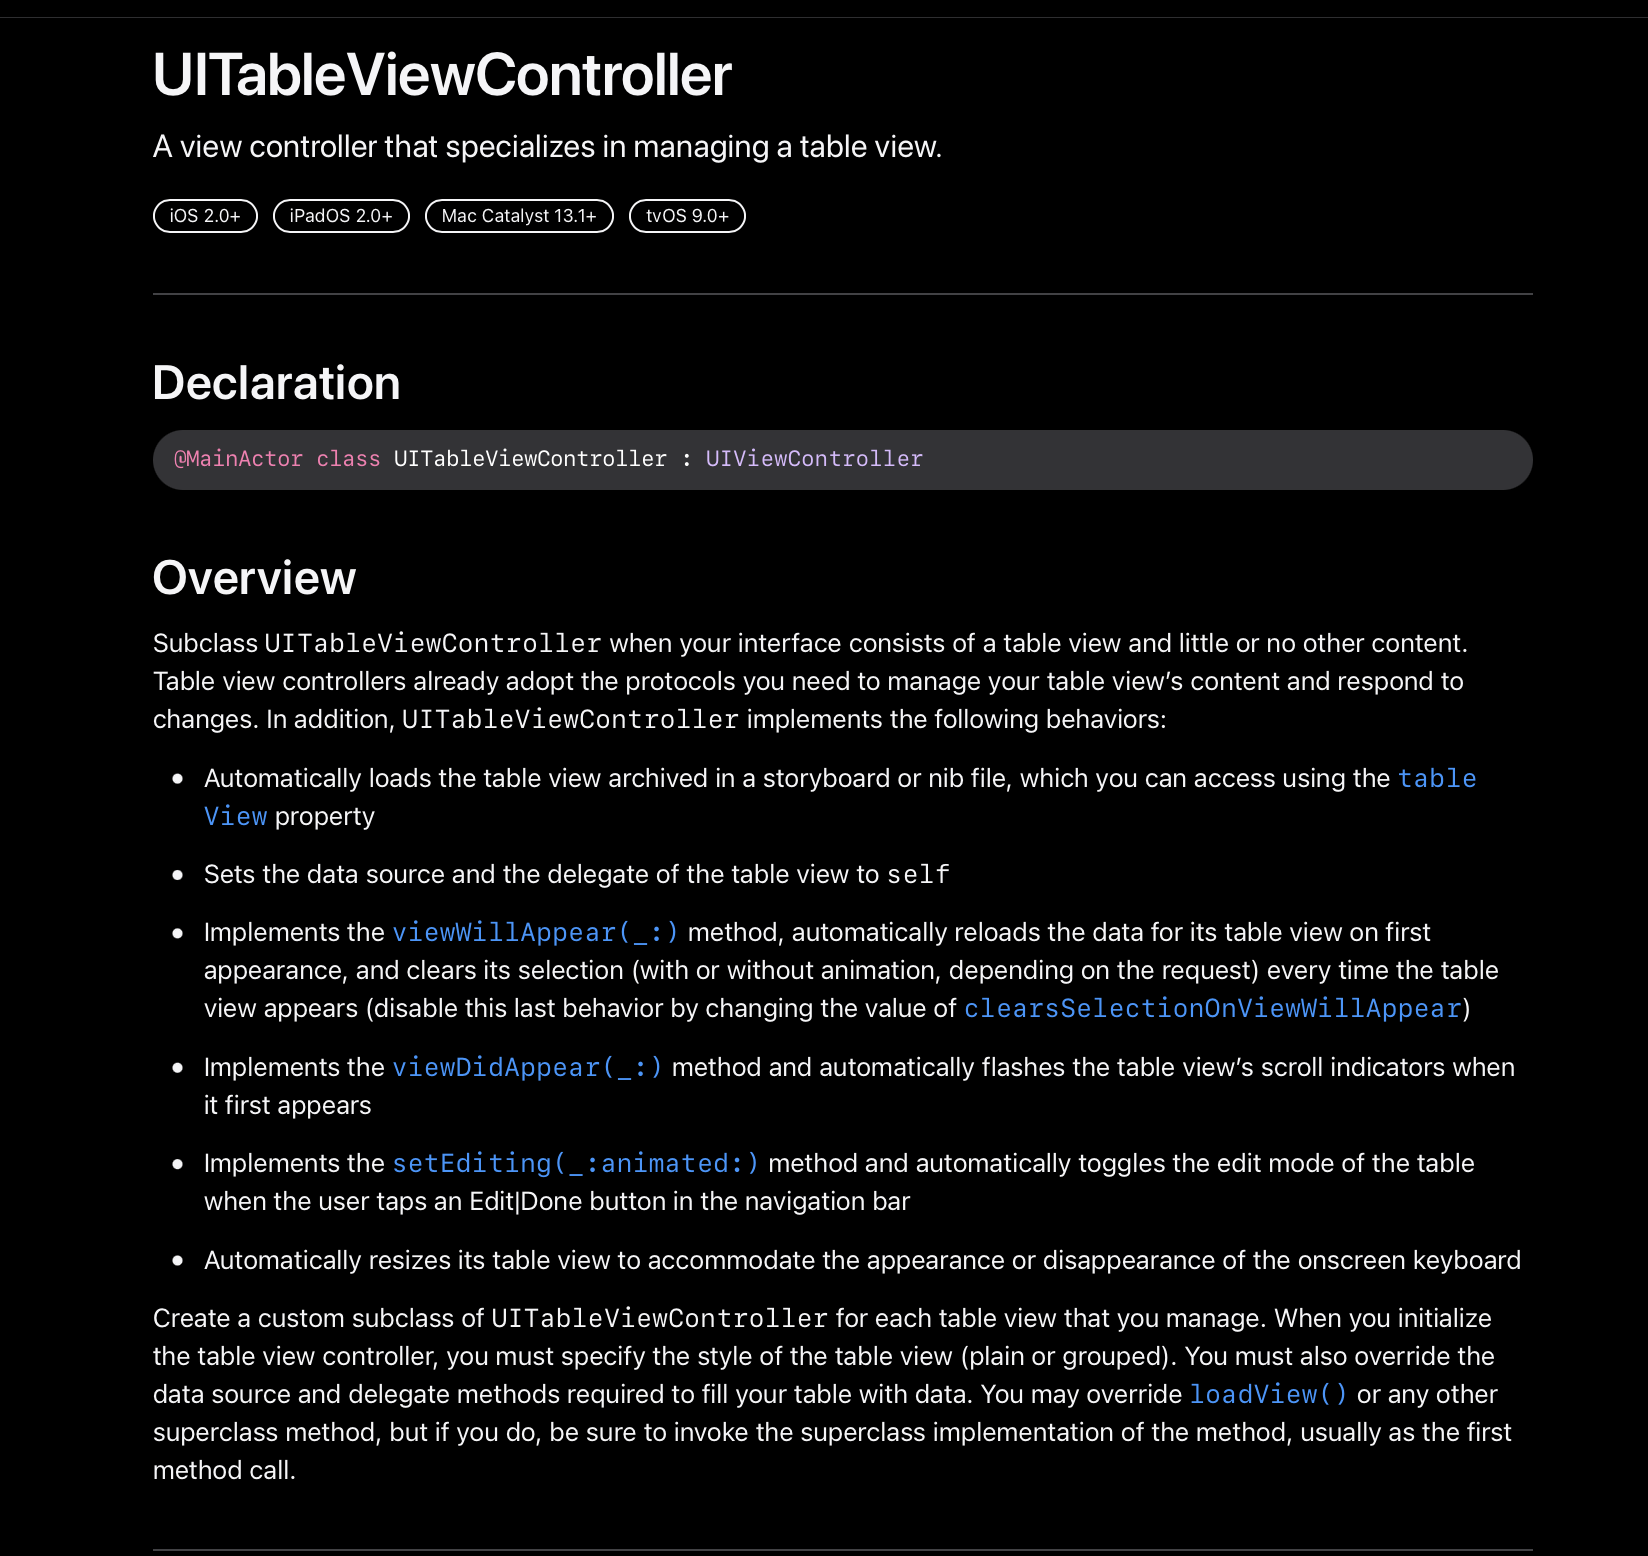 UITableViewController
A view controller that specializes in managing a table view.
iOS 2.0+ iPadOS 2.0+ Mac Catalyst 13.1+ tvOS 9.0+
Declaration
@MainActor class UITableViewController : UIViewController
Overview
Subclass UITableViewController when your interface consists of a table view and little or no other content.
Table view controllers already adopt the protocols you need to manage your table view’s content and respond to
changes. In addition, UITableViewController implements the following behaviors:
• Automatically loads the table view archived in a storyboard or nib file, which you can access using the table
View property
• Sets the data source and the delegate of the table view to self
• Implements the viewWillAppear(_:) method, automatically reloads the data for its table view on first
appearance, and clears its selection (with or without animation, depending on the request) every time the table
view appears (disable this last behavior by changing the value of clearsSelectionOnViewWillAppear)
• Implements the viewDidAppear(_:) method and automatically flashes the table view’s scroll indicators when
it first appears
• Implements the setEditing(_:animated:) method and automatically toggles the edit mode of the table
when the user taps an Edit|Done button in the navigation bar
• Automatically resizes its table view to accommodate the appearance or disappearance of the onscreen keyboard
Create a custom subclass of UITableViewController for each table view that you manage. When you initialize
the table view controller, you must specify the style of the table view (plain or grouped). You must also override the
data source and delegate methods required to fill your table with data. You may override loadView() or any other
superclass method, but if you do, be sure to invoke the superclass implementation of the method, usually as the first
method call.